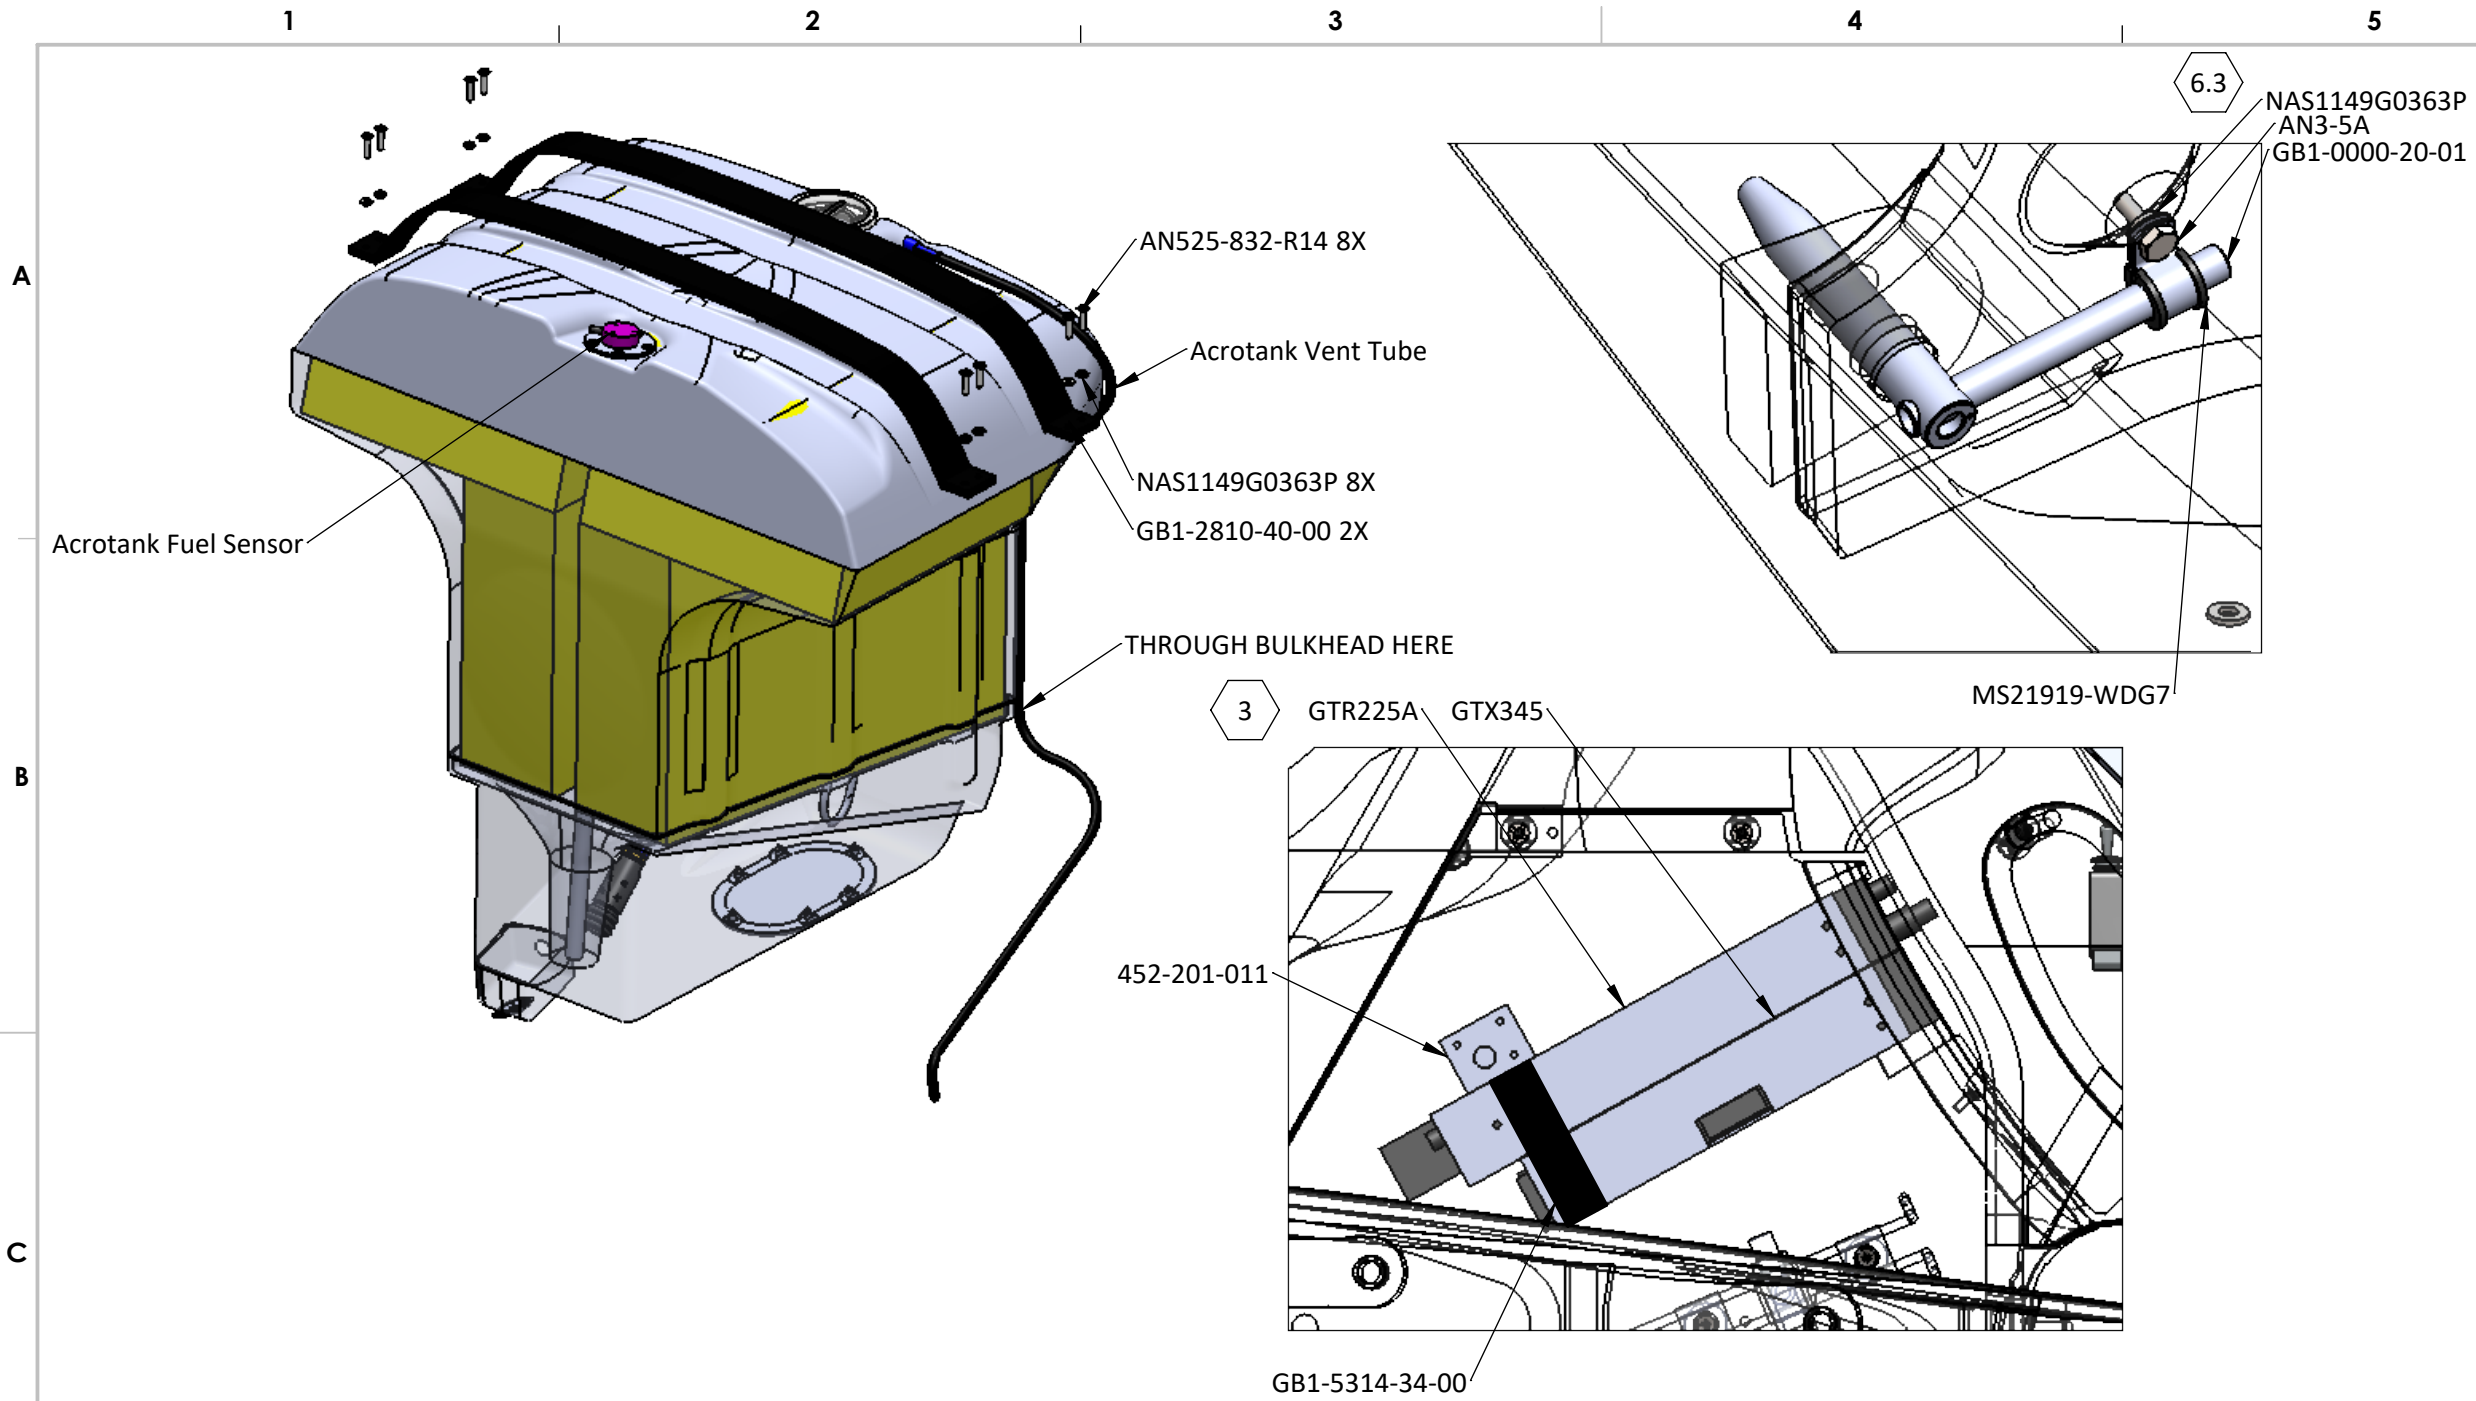 1
2
3
4
5
A
B
C
AN525-832-R14 8X
Acrotank Vent Tube
NAS1149G0363P 8X
GB1-2810-40-00 2X
Acrotank Fuel Sensor
THROUGH BULKHEAD HERE
6.3
NAS1149G0363P
AN3-5A
GB1-0000-20-01
MS21919-WDG7
3
GTR225A
GTX345
452-201-011
GB1-5314-34-00